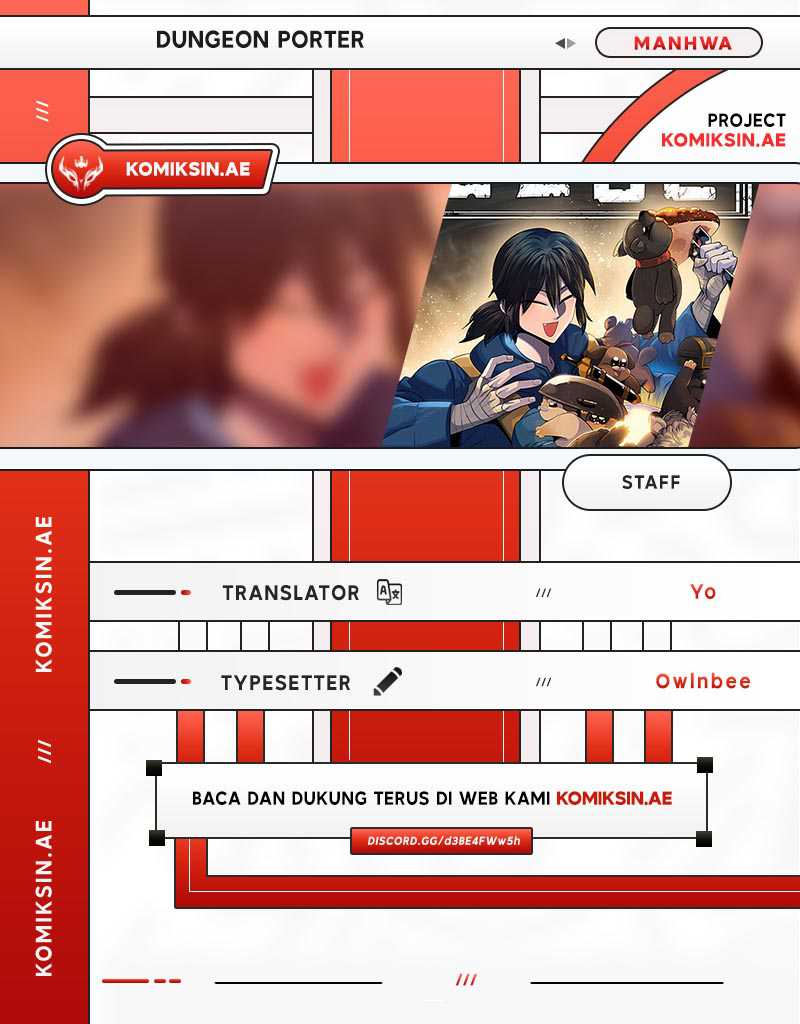 DUNGEON PORTER
MANHWA
///
PROJECT
KOMIKSIN.AE
KOMIKSIN.AE
STAFF
TRANSLATOR
///
Yo
TYPESETTER
///
Owinbee
KOMIKSIN.AE
///
KOMIKSIN.AE
BACA DAN DUKUNG TERUS DI WEB KAMI KOMIKSIN.AE
DISCORD.GG/d3BE4FWw5h
///